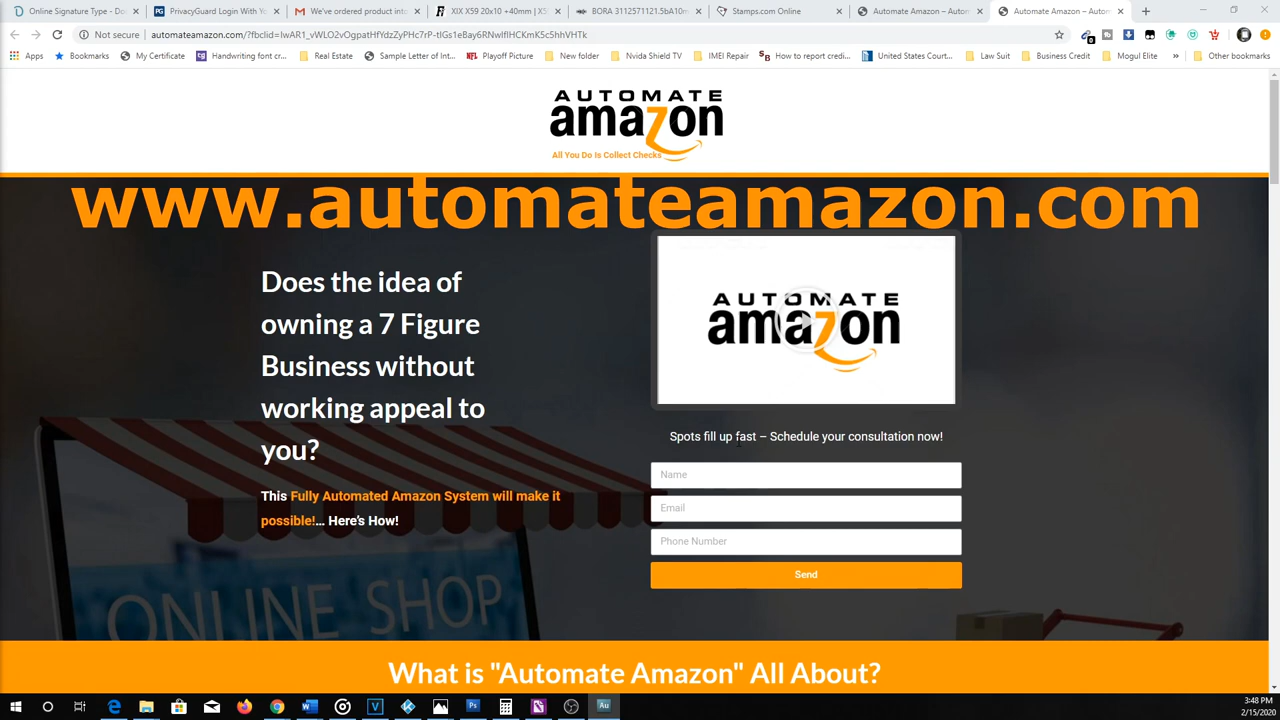 Online Signature Type - Do
PrivacyGuard Login With Yo
We've ordered product into
XIX X59 20x10 +40mm | X5
BORA 3112571121.5bA10m
Stamps.com Online
Automate Amazon – Auton
Automate Amazon – Autom
Not secure
automateamazon.com/?fbclid=IwAR1_vWLO2vOgpatHfYdzZyPHc7rP-tIGs1eBay6RNwlfIHCKmK5c5hhVHTk
Apps
Bookmarks
My Certificate
Handwriting font cr...
Real Estate
Sample Letter of Int...
Playoff Picture
New folder
Nvidia Shield TV
IMEI Repair
How to report credi...
United States Court...
Law Suit
Business Credit
Mogul Elite
»
Other bookmarks
AUTOMATE
amazon
All You Do Is Collect Checks
www.automateamazon.com
Does the idea of
owning a 7 Figure
Business without
working appeal to
you?
This Fully Automated Amazon System will make it
possible!... Here's How!
AUTOMATE
amazon
Spots fill up fast – Schedule your consultation now!
Name
Email
Phone Number
Send
ONLINE SHOP
What is "Automate Amazon" All About?
3:48 PM
2/15/2020